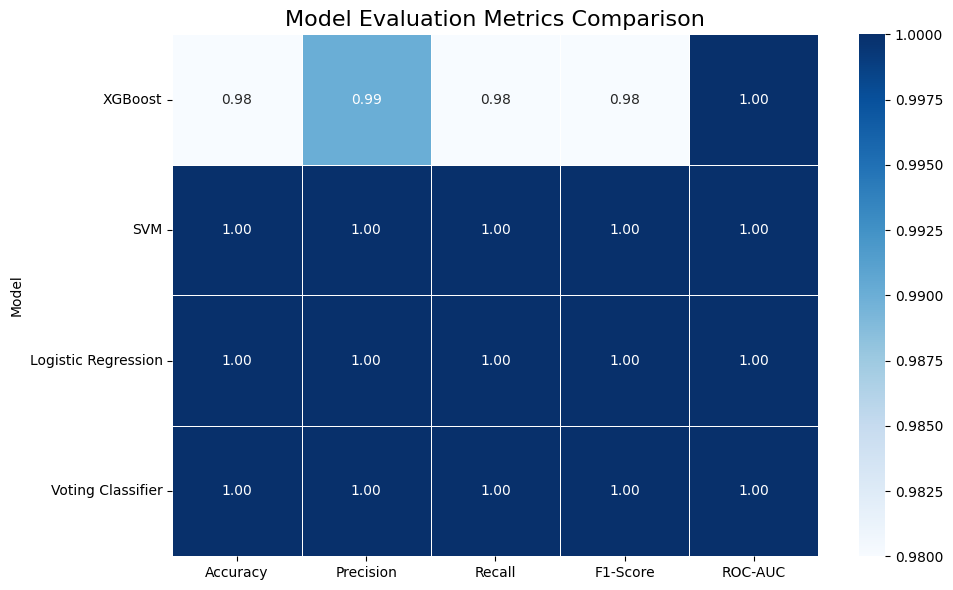 Model Evaluation Metrics Comparison
Model
XGBoost 0.98 0.99 0.98 0.98 1.00
SVM 1.00 1.00 1.00 1.00 1.00
Logistic Regression 1.00 1.00 1.00 1.00 1.00
Voting Classifier 1.00 1.00 1.00 1.00 1.00
Accuracy Precision Recall F1-Score ROC-AUC
1.0000
0.9975
0.9950
0.9925
0.9900
0.9875
0.9850
0.9825
0.9800